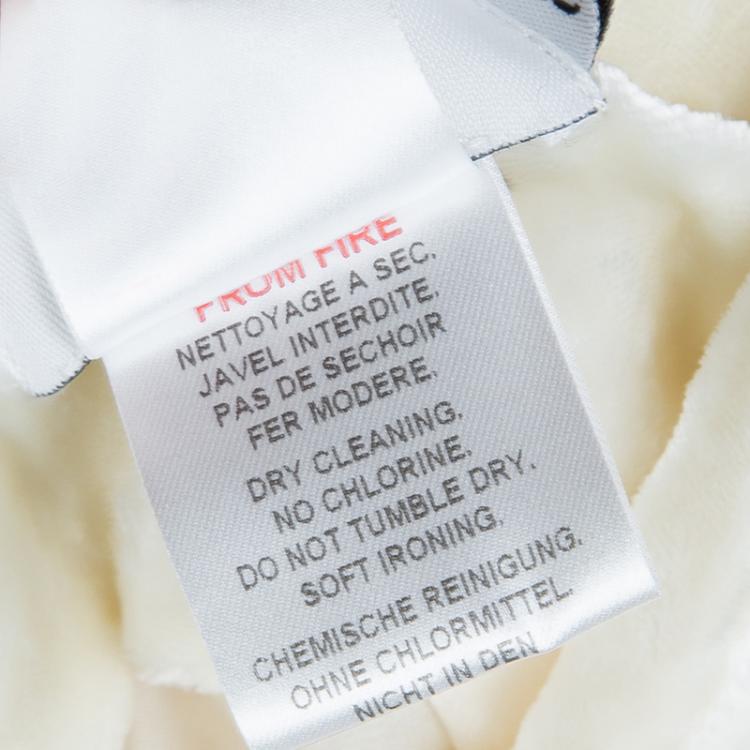 FROM FIRE
NETTOYAGE A SEC.
JAVEL INTERDITE.
PAS DE SECHOIR
FER MODERE.
DRY CLEANING.
NO CHLORINE.
DO NOT TUMBLE DRY.
SOFT IRONING.
CHEMISCHE REINIGUNG.
OHNE CHLORMITTEL.
NICHT IN DEN